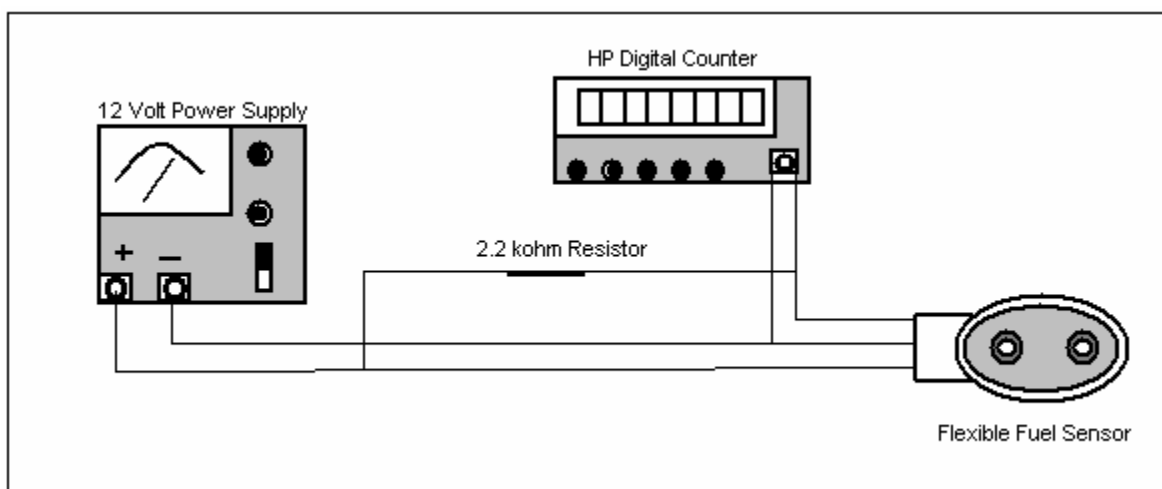 HP Digital Counter
12 Volt Power Supply
+ –
2.2 kohm Resistor
Flexible Fuel Sensor